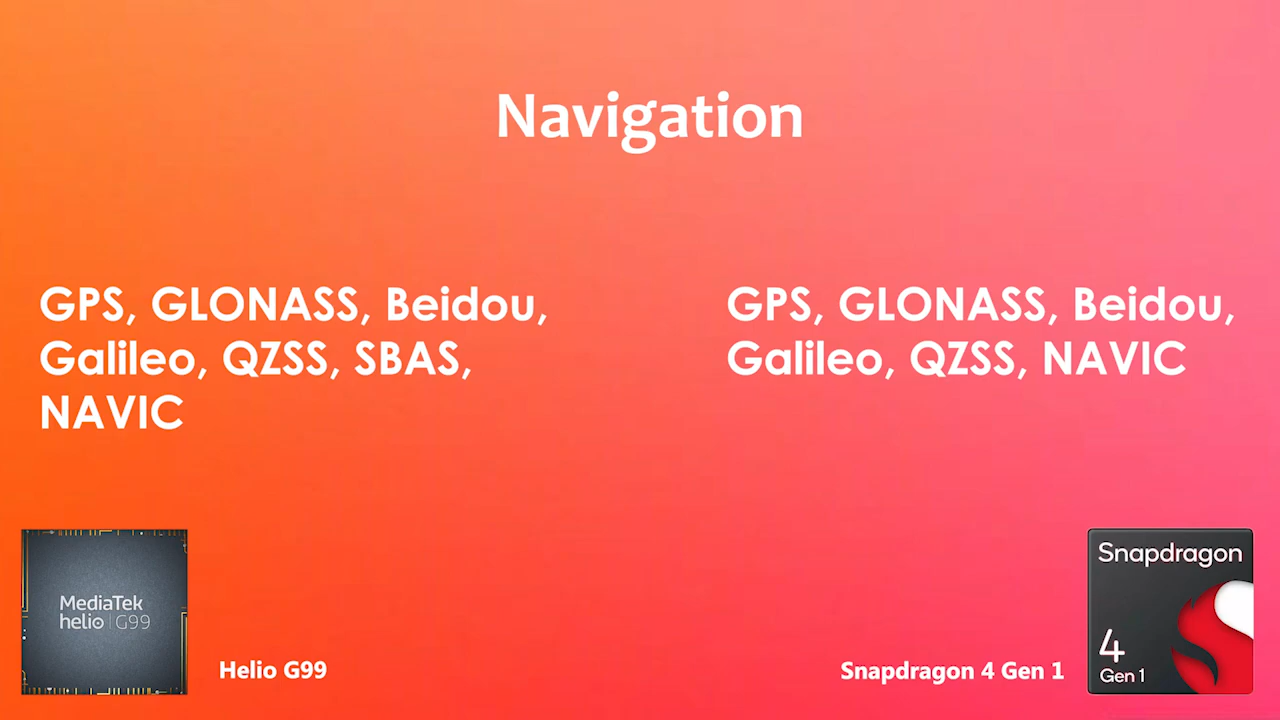 Navigation
GPS, GLONASS, Beidou,
Galileo, QZSS, SBAS,
NAVIC
GPS, GLONASS, Beidou,
Galileo, QZSS, NAVIC
MediaTek
helio G99
Helio G99
Snapdragon 4 Gen 1
Snapdragon
4
Gen 1